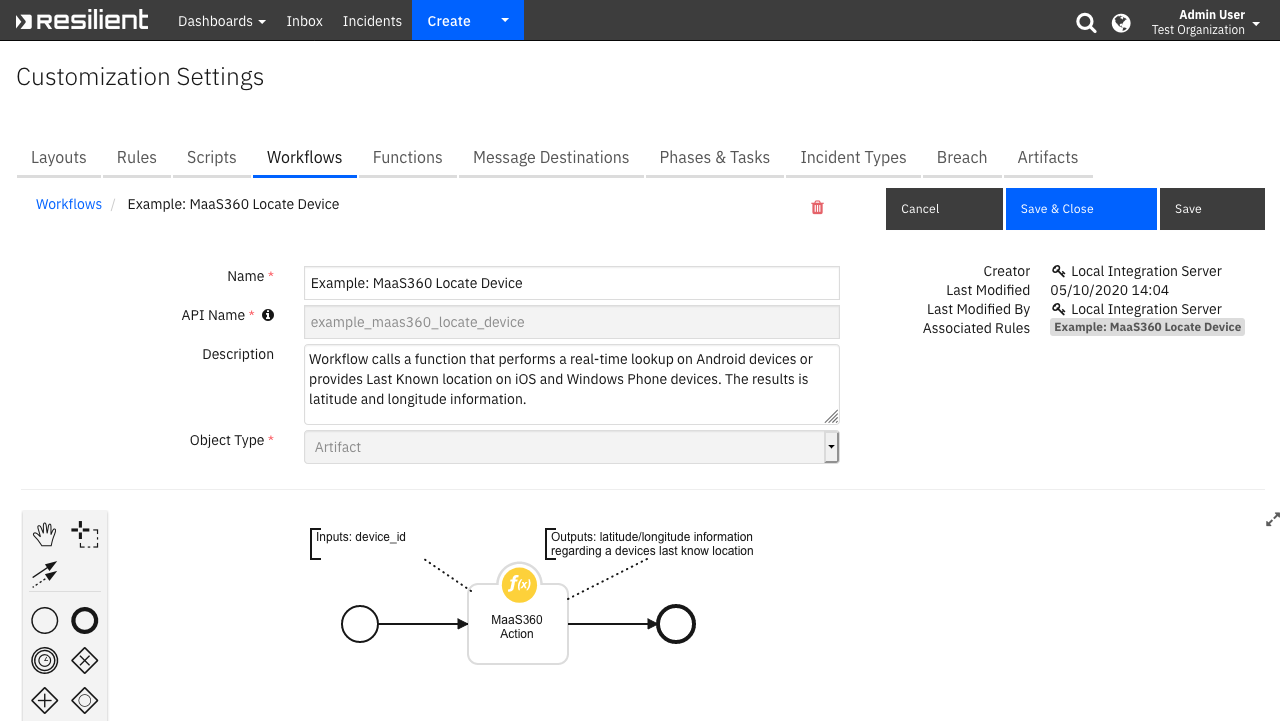 resilient Dashboards Inbox Incidents Create Admin User
Test Organization
Customization Settings
Layouts Rules Scripts Workflows Functions Message Destinations Phases & Tasks Incident Types Breach Artifacts
Workflows / Example: MaaS360 Locate Device Cancel Save & Close Save
Name * Example: MaaS360 Locate Device
API Name * example_maas360_locate_device
Description Workflow calls a function that performs a real-time lookup on Android devices or
provides Last Known location on iOS and Windows Phone devices. The results is
latitude and longitude information.
Object Type * Artifact
Creator Local Integration Server
Last Modified 05/10/2020 14:04
Last Modified By Local Integration Server
Associated Rules Example: MaaS360 Locate Device
Inputs: device_id
Outputs: latitude/longitude information
regarding a devices last know location
f(x)
MaaS360
Action